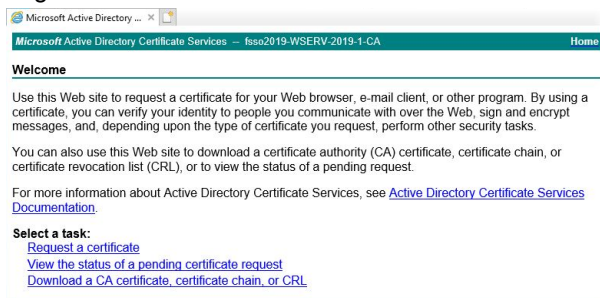 Microsoft Active Directory ...
Microsoft Active Directory Certificate Services -- fsso2019-WSERV-2019-1-CA Home
Welcome
Use this Web site to request a certificate for your Web browser, e-mail client, or other program. By using a
certificate, you can verify your identity to people you communicate with over the Web, sign and encrypt
messages, and, depending upon the type of certificate you request, perform other security tasks.
You can also use this Web site to download a certificate authority (CA) certificate, certificate chain, or
certificate revocation list (CRL), or to view the status of a pending request.
For more information about Active Directory Certificate Services, see Active Directory Certificate Services
Documentation.
Select a task:
Request a certificate
View the status of a pending certificate request
Download a CA certificate, certificate chain, or CRL